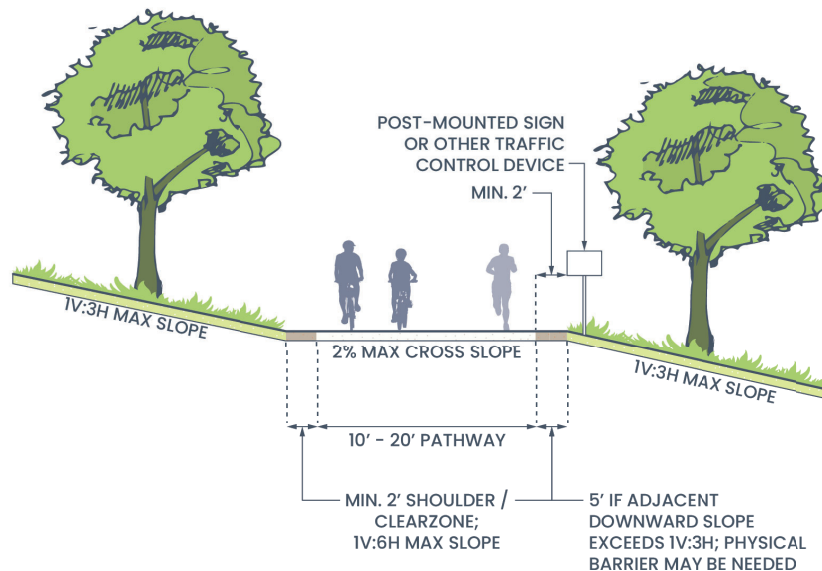 POST-MOUNTED SIGN
OR OTHER TRAFFIC
CONTROL DEVICE
MIN. 2'
1V:3H MAX SLOPE
2% MAX CROSS SLOPE
1V:3H MAX SLOPE
10' - 20' PATHWAY
MIN. 2' SHOULDER /
CLEARZONE;
1V:6H MAX SLOPE
5' IF ADJACENT
DOWNWARD SLOPE
EXCEEDS 1V:3H; PHYSICAL
BARRIER MAY BE NEEDED